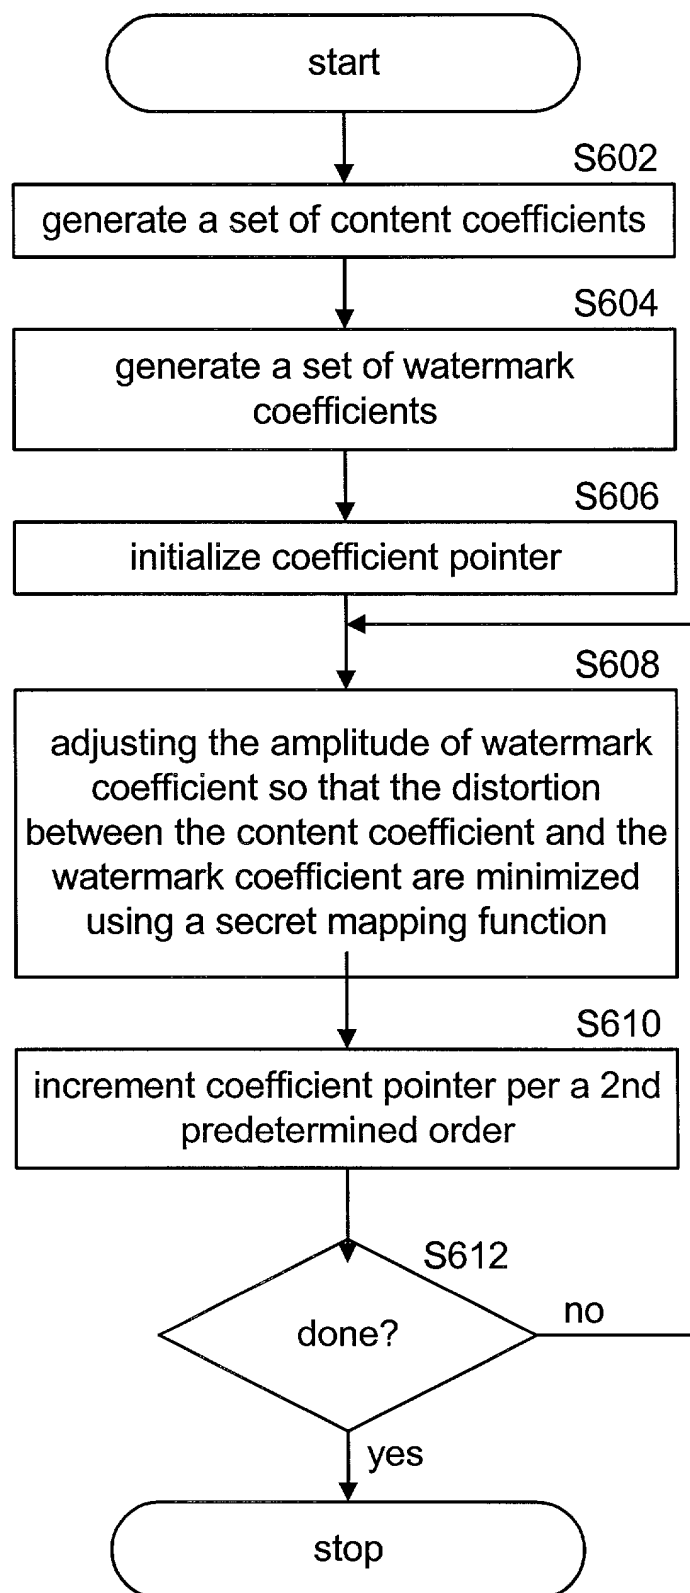 start
S602
generate a set of content coefficients
S604
generate a set of watermark
coefficients
S606
initialize coefficient pointer
S608
adjusting the amplitude of watermark
coefficient so that the distortion
between the content coefficient and the
watermark coefficient are minimized
using a secret mapping function
S610
increment coefficient pointer per a 2nd
predetermined order
S612
done?
no
yes
stop